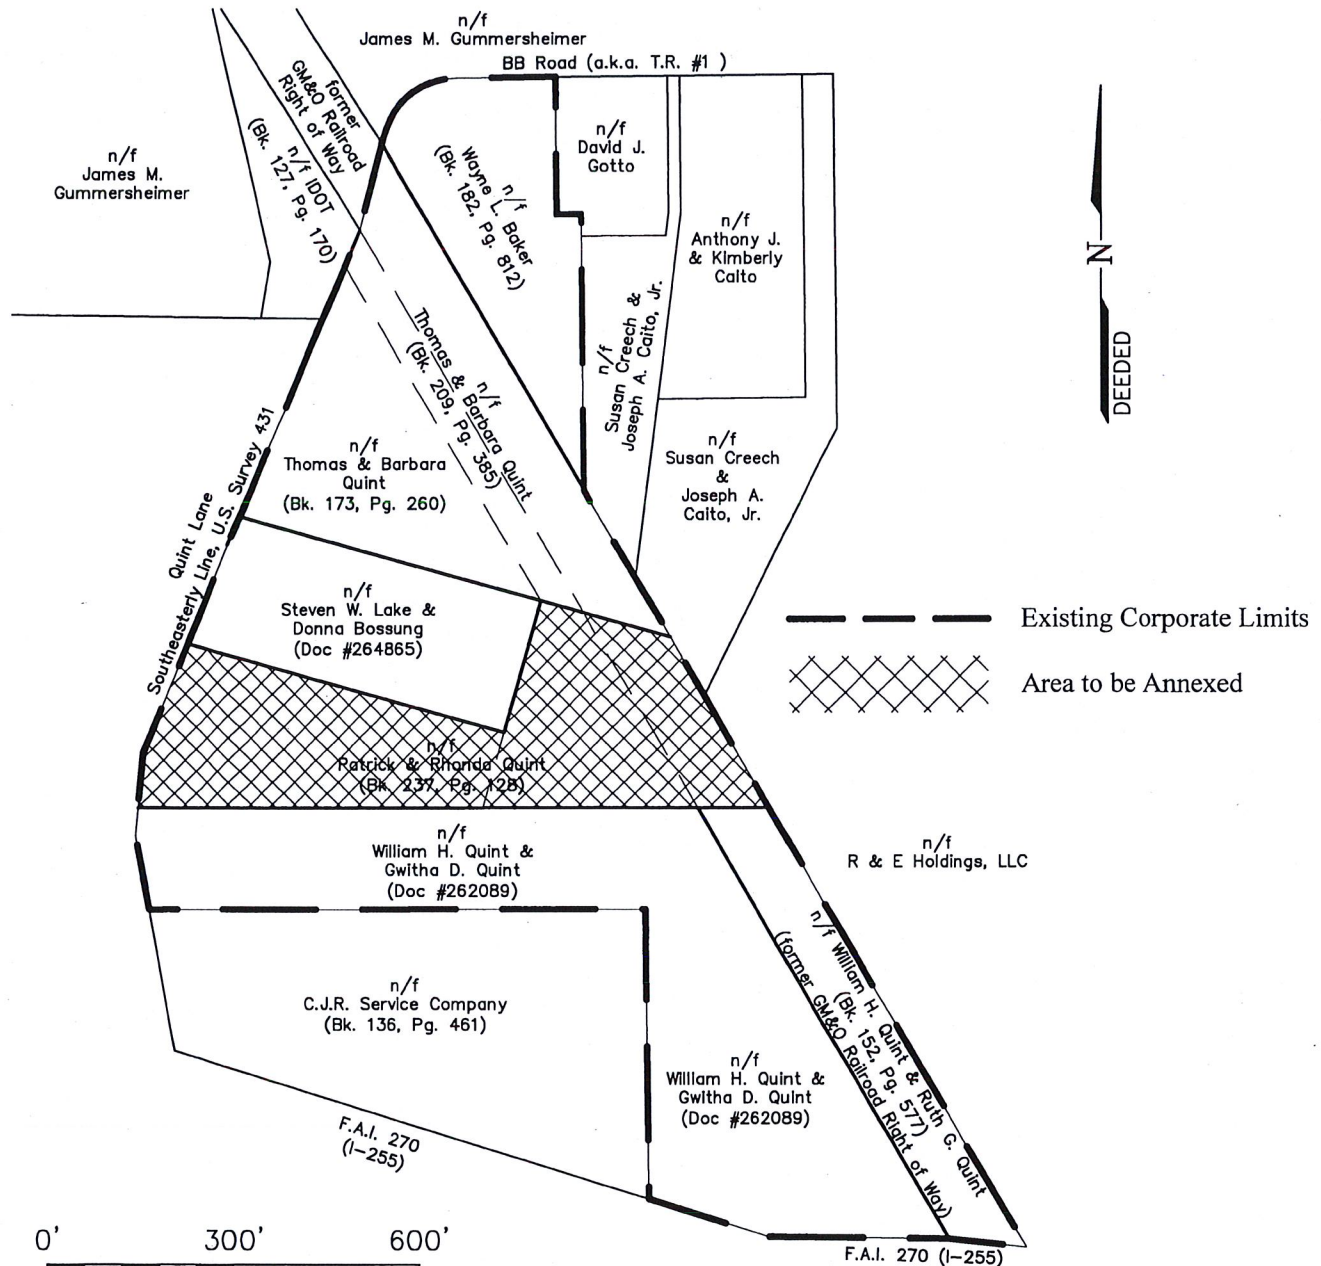 n/f
James M. Gummersheimer
BB Road (a.k.a. T.R. #1 )
former
GM&O Railroad
Right of Way
n/f IDOT
(Bk. 127, Pg. 170)
n/f
James M.
Gummersheimer
n/f
Wayne L. Baker
(Bk. 182, Pg. 812)
n/f
David J.
Gotto
n/f
Anthony J.
& Kimberly
Caito
n/f
Susan Creech &
Joseph A. Caito, Jr.
n/f
Thomas & Barbara Quint
(Bk. 209, Pg. 385)
n/f
Thomas & Barbara
Quint
(Bk. 173, Pg. 260)
n/f
Susan Creech
&
Joseph A.
Caito, Jr.
Quint Lane
Southeasterly Line, U.S. Survey 431
n/f
Steven W. Lake &
Donna Bossung
(Doc #264865)
N
DEEDED
Existing Corporate Limits
Area to be Annexed
n/f
Patrick & Rhonda Quint
(Bk. 237, Pg. 128)
n/f
William H. Quint &
Gwitha D. Quint
(Doc #262089)
n/f
R & E Holdings, LLC
n/f William H. Quint & Ruth G. Quint
(Bk. 152, Pg. 577)
(former GM&O Railroad Right of Way)
n/f
C.J.R. Service Company
(Bk. 136, Pg. 461)
n/f
William H. Quint &
Gwitha D. Quint
(Doc #262089)
F.A.I. 270
(I-255)
F.A.I. 270 (I-255)
0' 300' 600'